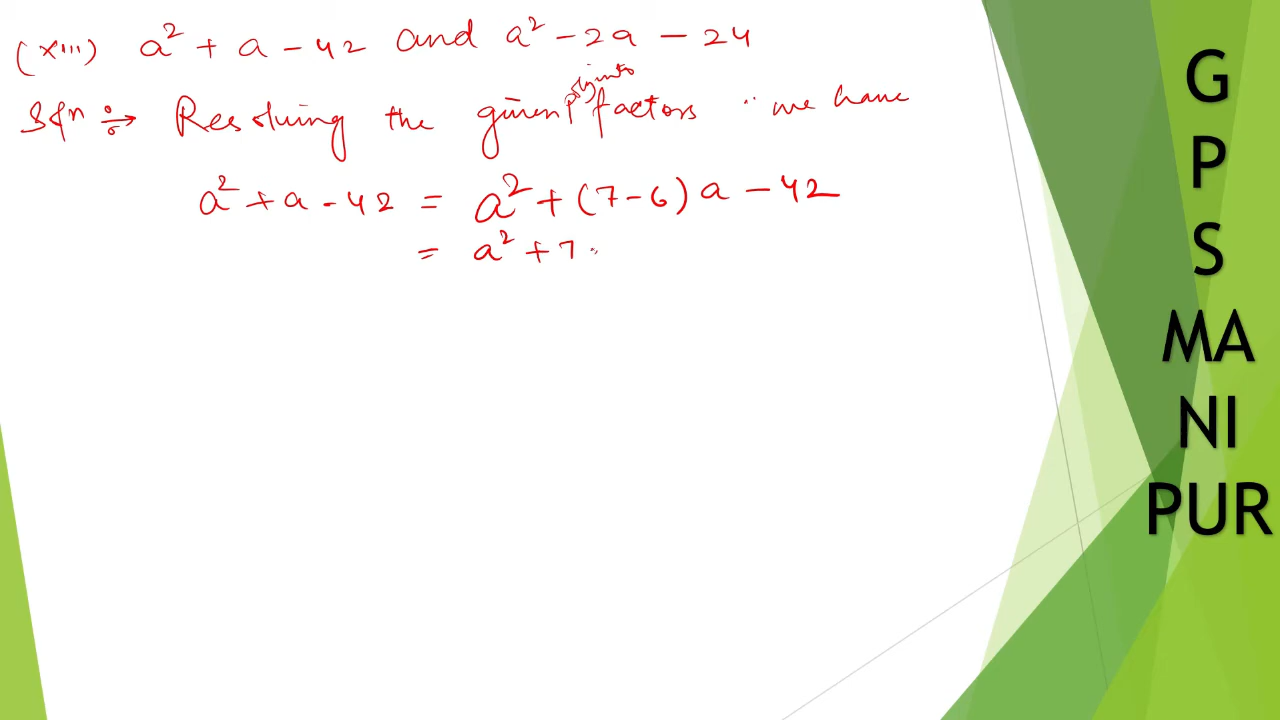 (xiii) a² + a - 42 and a² - 2a - 24
Sol^n :→ Resolving the given factors we have
a² + a - 42 = a² + (7 - 6) a - 42
= a² + 7
G
P
S
MA
NI
PUR